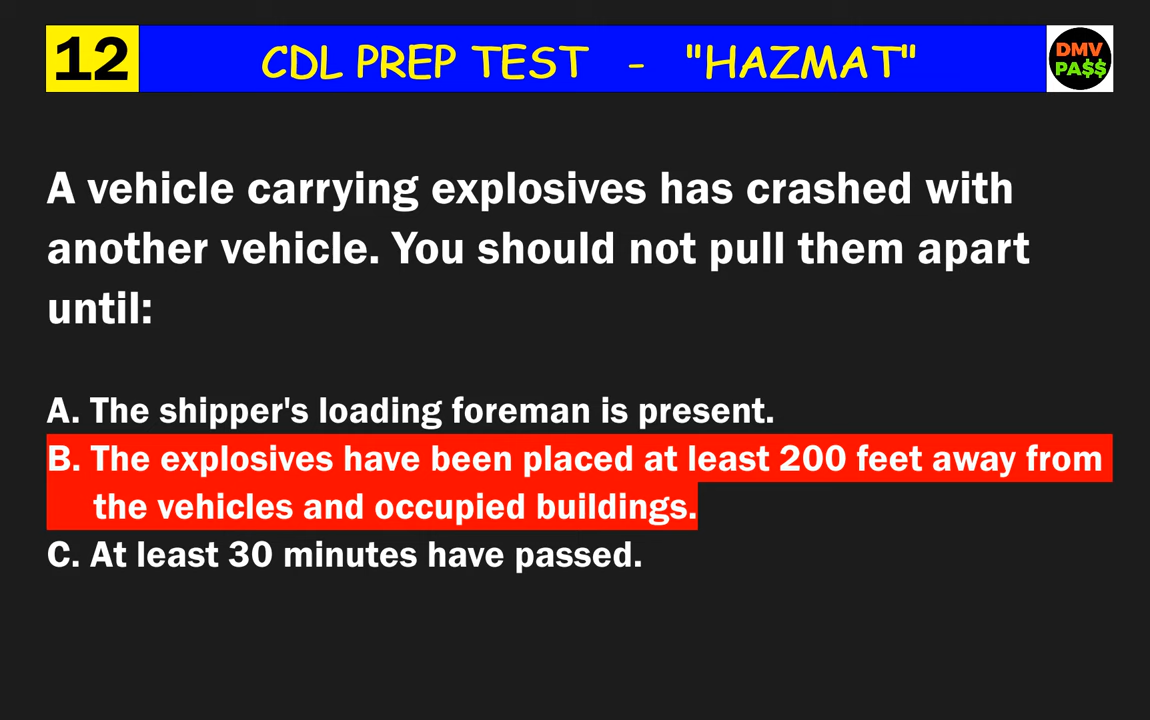 12 CDL PREP TEST - "HAZMAT" DMV
PA$$
A vehicle carrying explosives has crashed with
another vehicle. You should not pull them apart
until:
A. The shipper's loading foreman is present.
B. The explosives have been placed at least 200 feet away from
the vehicles and occupied buildings.
C. At least 30 minutes have passed.